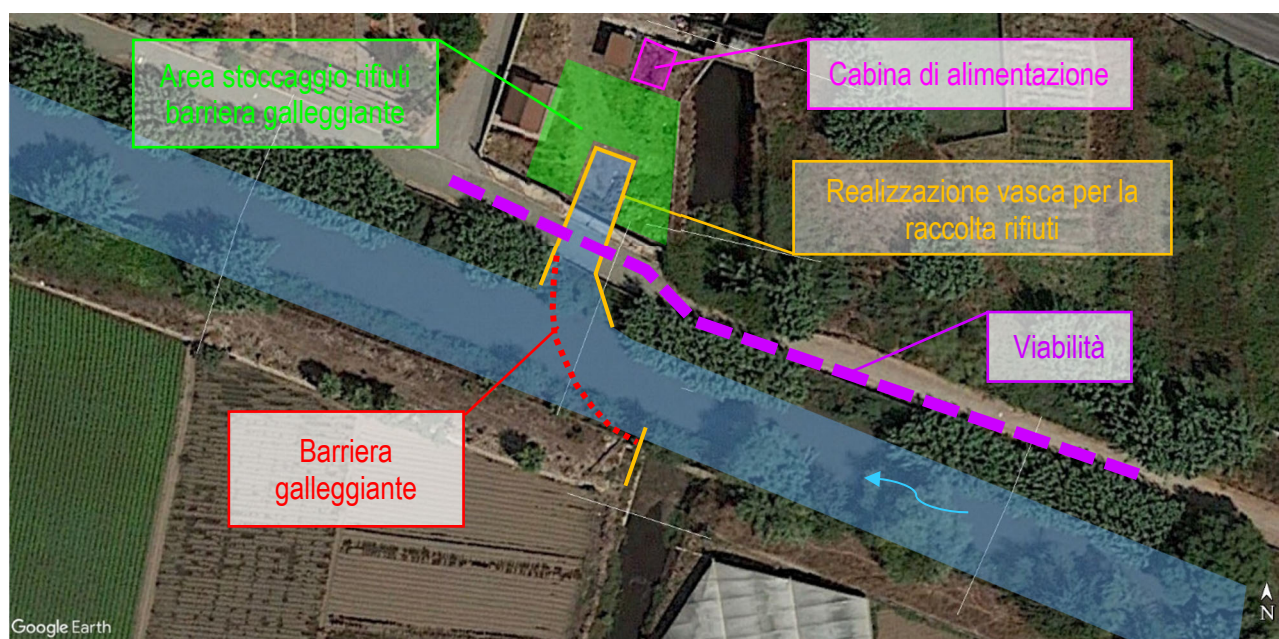 Area stoccaggio rifiuti
barriera galleggiante
Cabina di alimentazione
Realizzazione vasca per la
raccolta rifiuti
Viabilità
Barriera
galleggiante
Google Earth
N